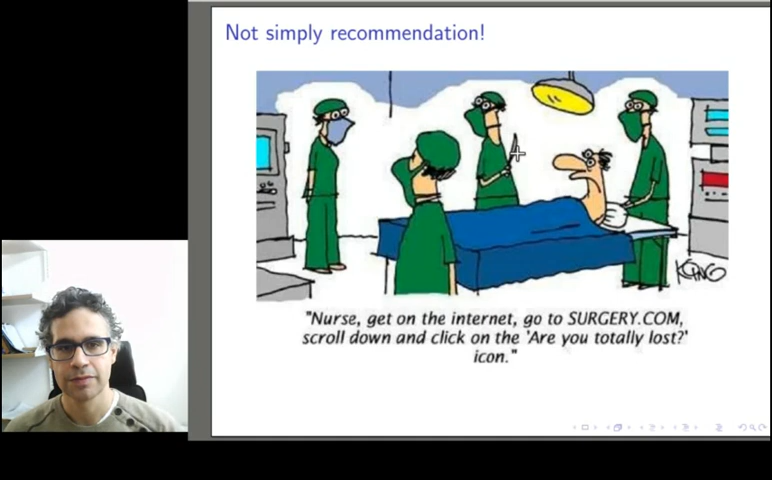 Not simply recommendation!
KING
"Nurse, get on the internet, go to SURGERY.COM,
scroll down and click on the 'Are you totally lost?'
icon."